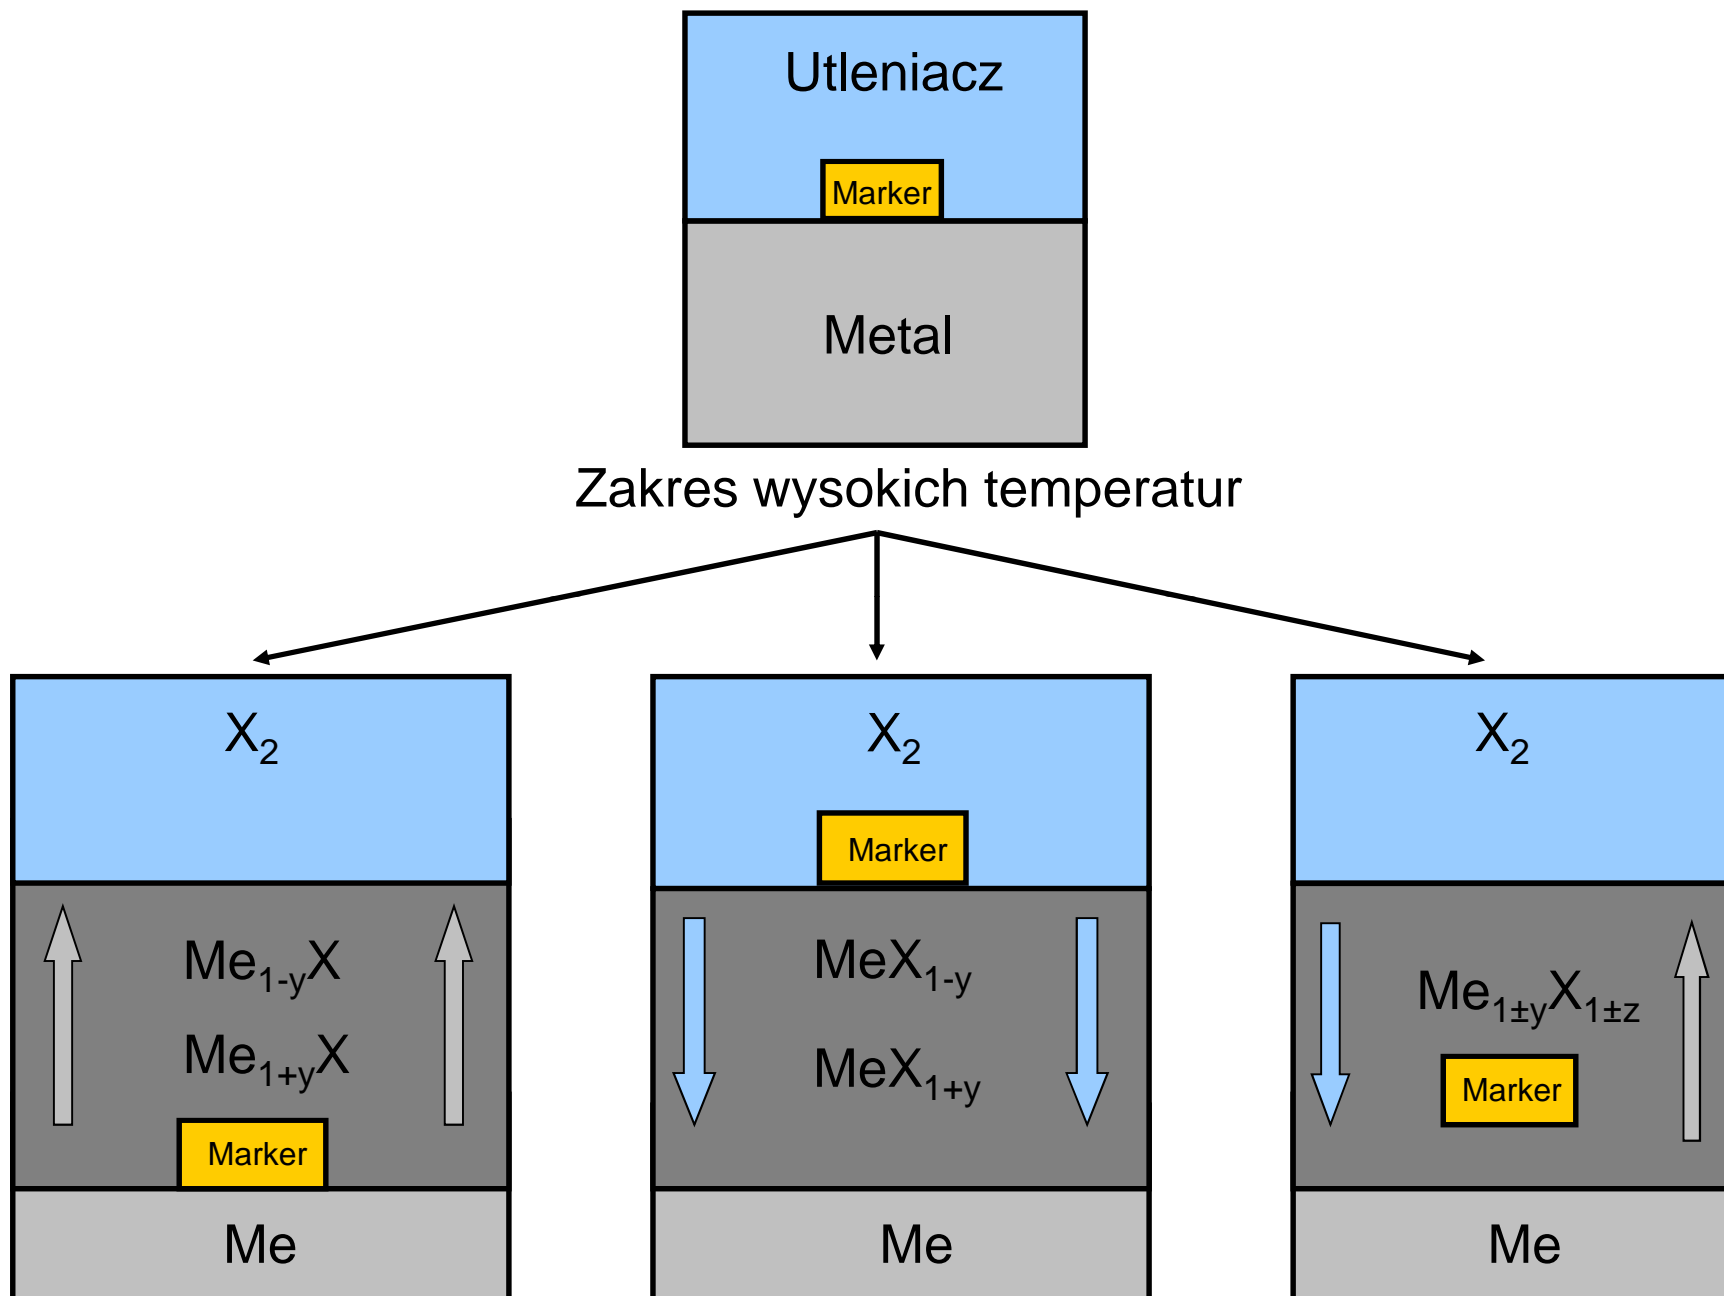 Utleniacz
Marker
Metal
Zakres wysokich temperatur
X₂
Me₁₋yX
Me₁₊yX
Marker
Me
X₂
Marker
MeX₁₋y
MeX₁₊y
Me
X₂
Me₁±yX₁±z
Marker
Me